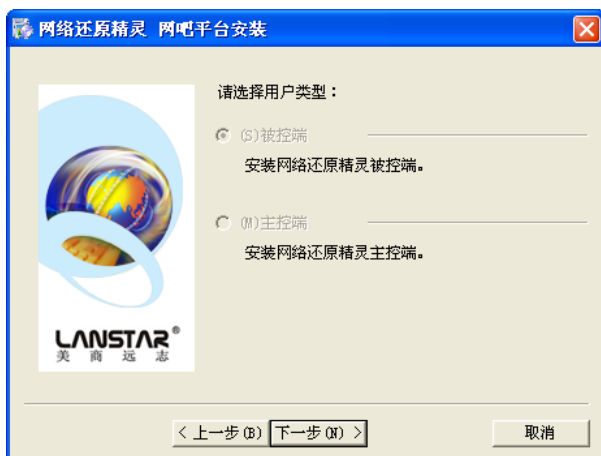 网络还原精灵 网吧平台安装
请选择用户类型：
(S)被控端
安装网络还原精灵被控端。
(M)主控端
安装网络还原精灵主控端。
LANSTAR®
美商远志
< 上一步(B) 下一步(N) > 取消